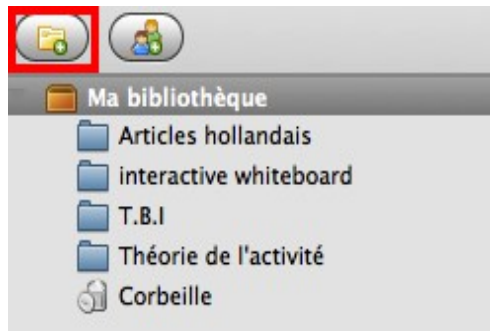 Ma bibliothèque
Articles hollandais
interactive whiteboard
T.B.I
Théorie de l'activité
Corbeille